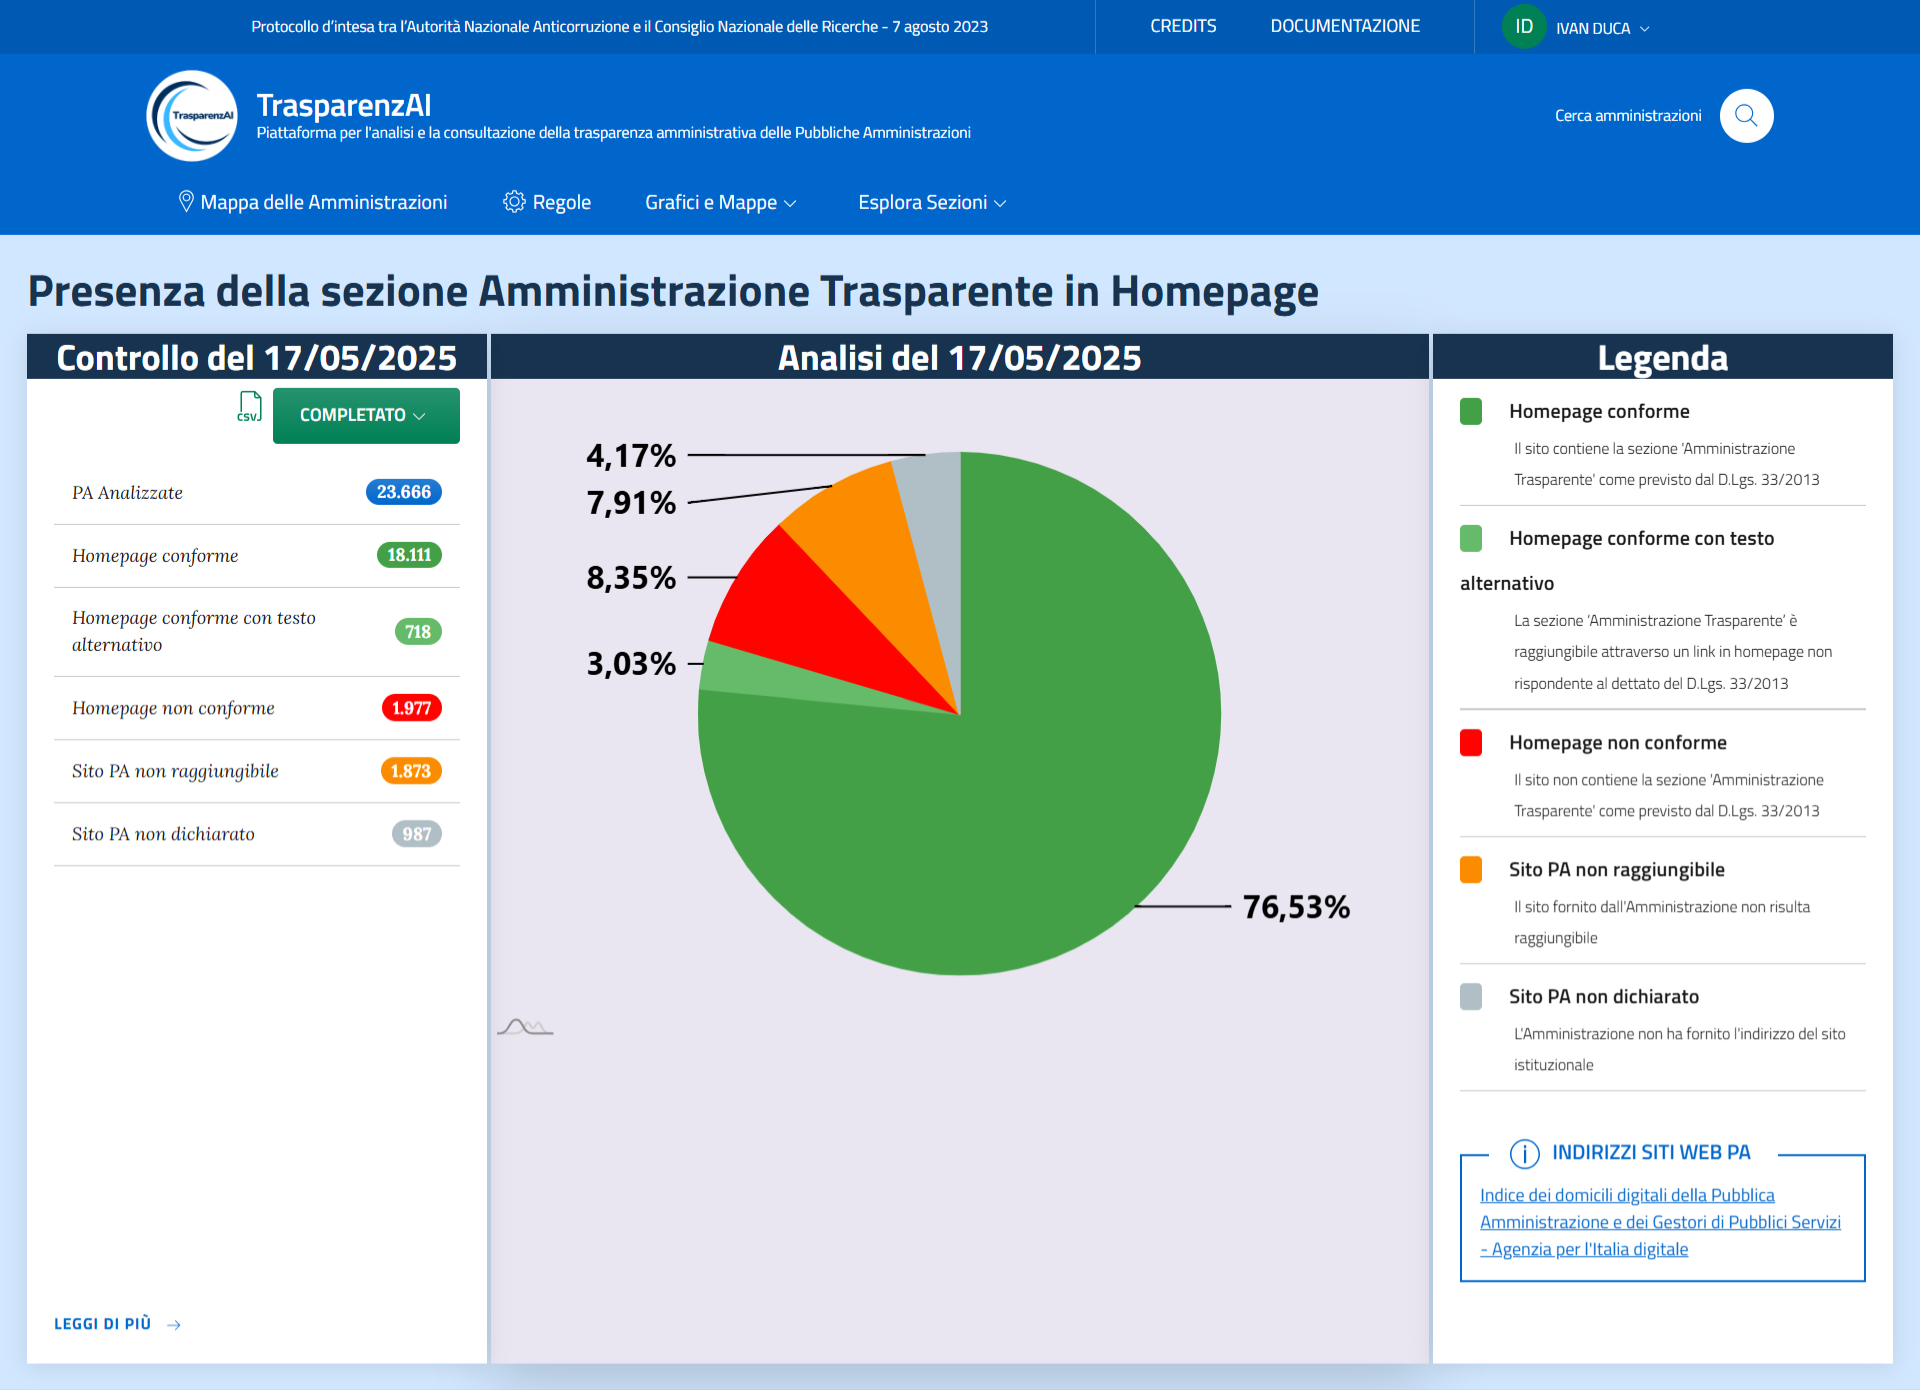 Protocollo d'intesa tra l'Autorità Nazionale Anticorruzione e il Consiglio Nazionale delle Ricerche - 7 agosto 2023
CREDITS
DOCUMENTAZIONE
ID
IVAN DUCA
TrasparenzAI
TrasparenzAI
Piattaforma per l'analisi e la consultazione della trasparenza amministrativa delle Pubbliche Amministrazioni
Cerca amministrazioni
Mappa delle Amministrazioni
Regole
Grafici e Mappe
Esplora Sezioni
Presenza della sezione Amministrazione Trasparente in Homepage
Controllo del 17/05/2025
CSV
COMPLETATO
PA Analizzate
23.666
Homepage conforme
18.111
Homepage conforme con testo
alternativo
718
Homepage non conforme
1.977
Sito PA non raggiungibile
1.873
Sito PA non dichiarato
987
LEGGI DI PIÙ
Analisi del 17/05/2025
4,17%
7,91%
8,35%
3,03%
76,53%
Legenda
Homepage conforme
Il sito contiene la sezione 'Amministrazione
Trasparente' come previsto dal D.Lgs. 33/2013
Homepage conforme con testo
alternativo
La sezione 'Amministrazione Trasparente' è
raggiungibile attraverso un link in homepage non
rispondente al dettato del D.Lgs. 33/2013
Homepage non conforme
Il sito non contiene la sezione 'Amministrazione
Trasparente' come previsto dal D.Lgs. 33/2013
Sito PA non raggiungibile
Il sito fornito dall'Amministrazione non risulta
raggiungibile
Sito PA non dichiarato
L'Amministrazione non ha fornito l'indirizzo del sito
istituzionale
INDIRIZZI SITI WEB PA
Indice dei domicili digitali della Pubblica
Amministrazione e dei Gestori di Pubblici Servizi
- Agenzia per l'Italia digitale